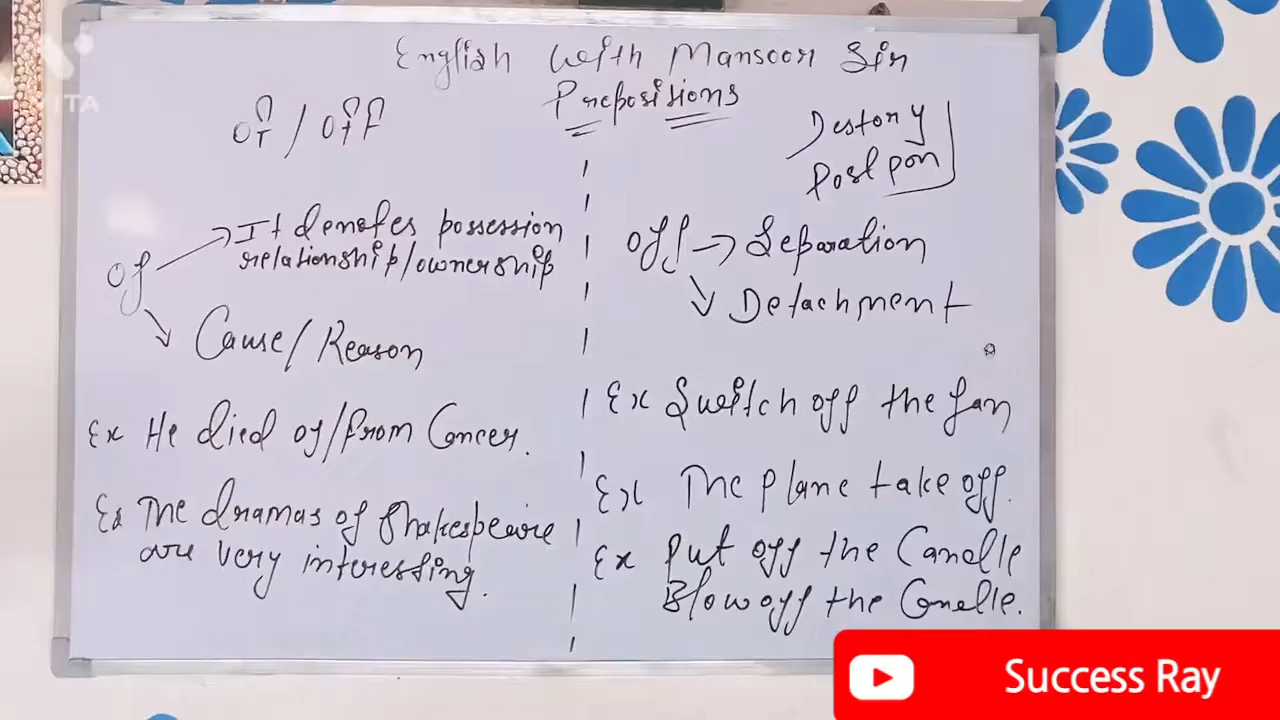 VITA
English with Mansoor Sir
Prepositions
of / off
Destory
Postpon
of → It denotes possession
relationship/ownership
Cause/Reason
Ex He died of/from Cancer.
Ex The dramas of Shakespeare
are very interesting.
off → Separation
Detachment
Ex Switch off the fan
Ex The plane take off.
Ex Put off the Candle
Blow off the Candle.
Success Ray